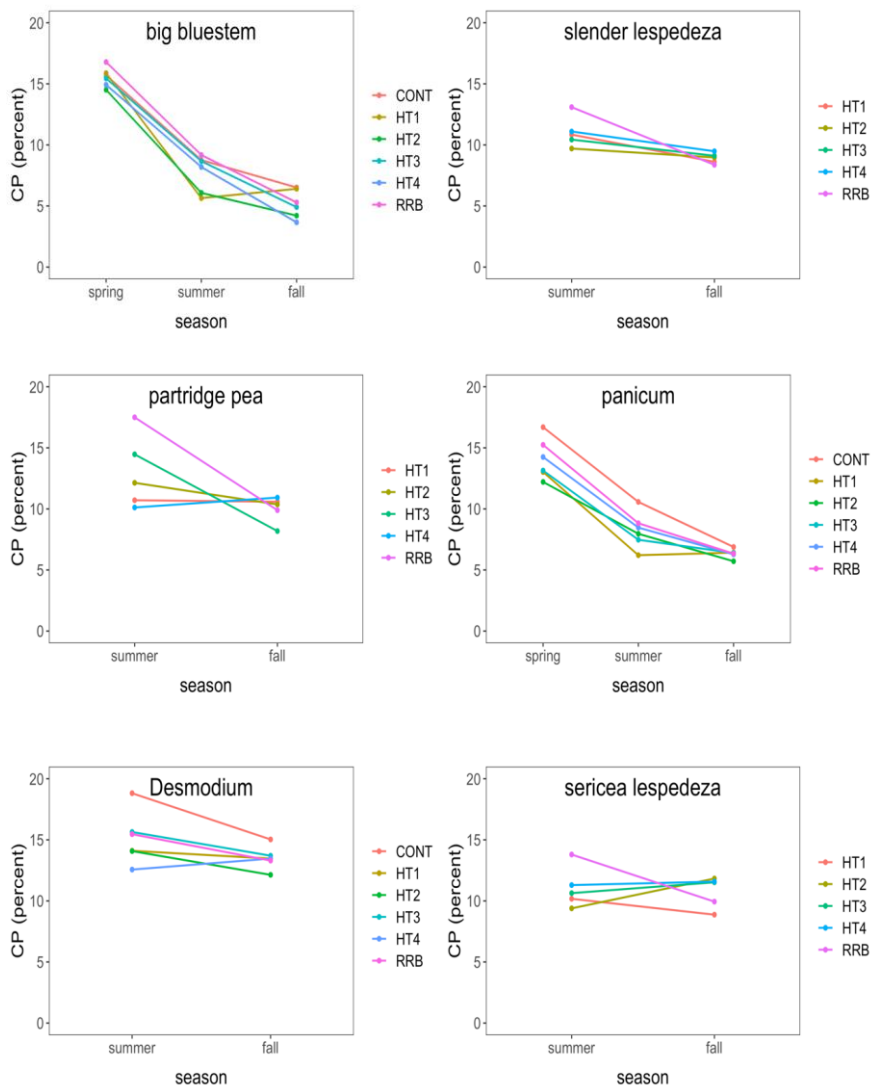 big bluestem
CP (percent)
20
15
10
5
0
spring
summer
fall
season
CONT
HT1
HT2
HT3
HT4
RRB
slender lespedeza
CP (percent)
20
15
10
5
0
summer
fall
season
HT1
HT2
HT3
HT4
RRB
partridge pea
CP (percent)
20
15
10
5
0
summer
fall
season
HT1
HT2
HT3
HT4
RRB
panicum
CP (percent)
20
15
10
5
0
spring
summer
fall
season
CONT
HT1
HT2
HT3
HT4
RRB
Desmodium
CP (percent)
20
15
10
5
0
summer
fall
season
CONT
HT1
HT2
HT3
HT4
RRB
sericea lespedeza
CP (percent)
20
15
10
5
0
summer
fall
season
HT1
HT2
HT3
HT4
RRB